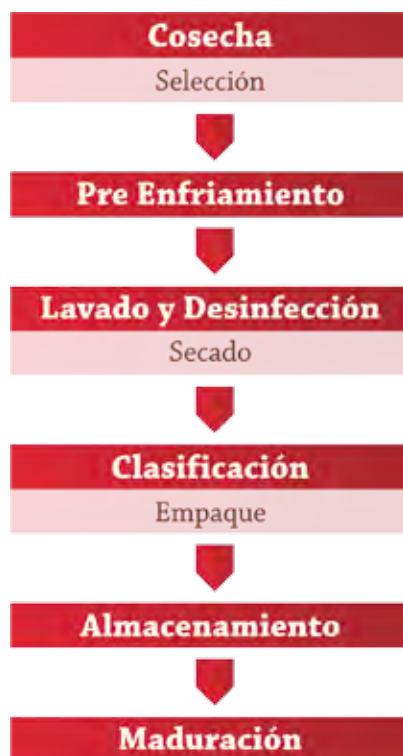 Cosecha
Selección
Pre Enfriamiento
Lavado y Desinfección
Secado
Clasificación
Empaque
Almacenamiento
Maduración